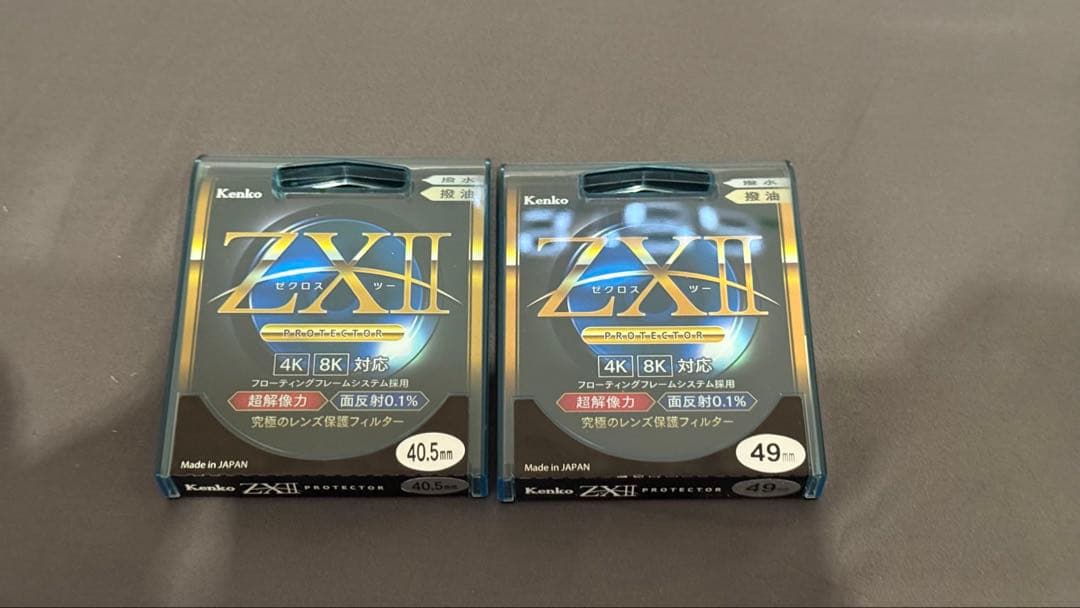 Kenko
撥水
撥油
ZXII
ゼクロス ツー
PROTECTOR
4K 8K 対応
フローティングフレームシステム採用
超解像力 面反射0.1%
究極のレンズ保護フィルター
Made in JAPAN
40.5mm
Kenko ZXII PROTECTOR 40.5mm
Kenko
撥水
撥油
ZXII
ゼクロス ツー
PROTECTOR
4K 8K 対応
フローティングフレームシステム採用
超解像力 面反射0.1%
究極のレンズ保護フィルター
Made in JAPAN
49mm
Kenko ZXII PROTECTOR 49